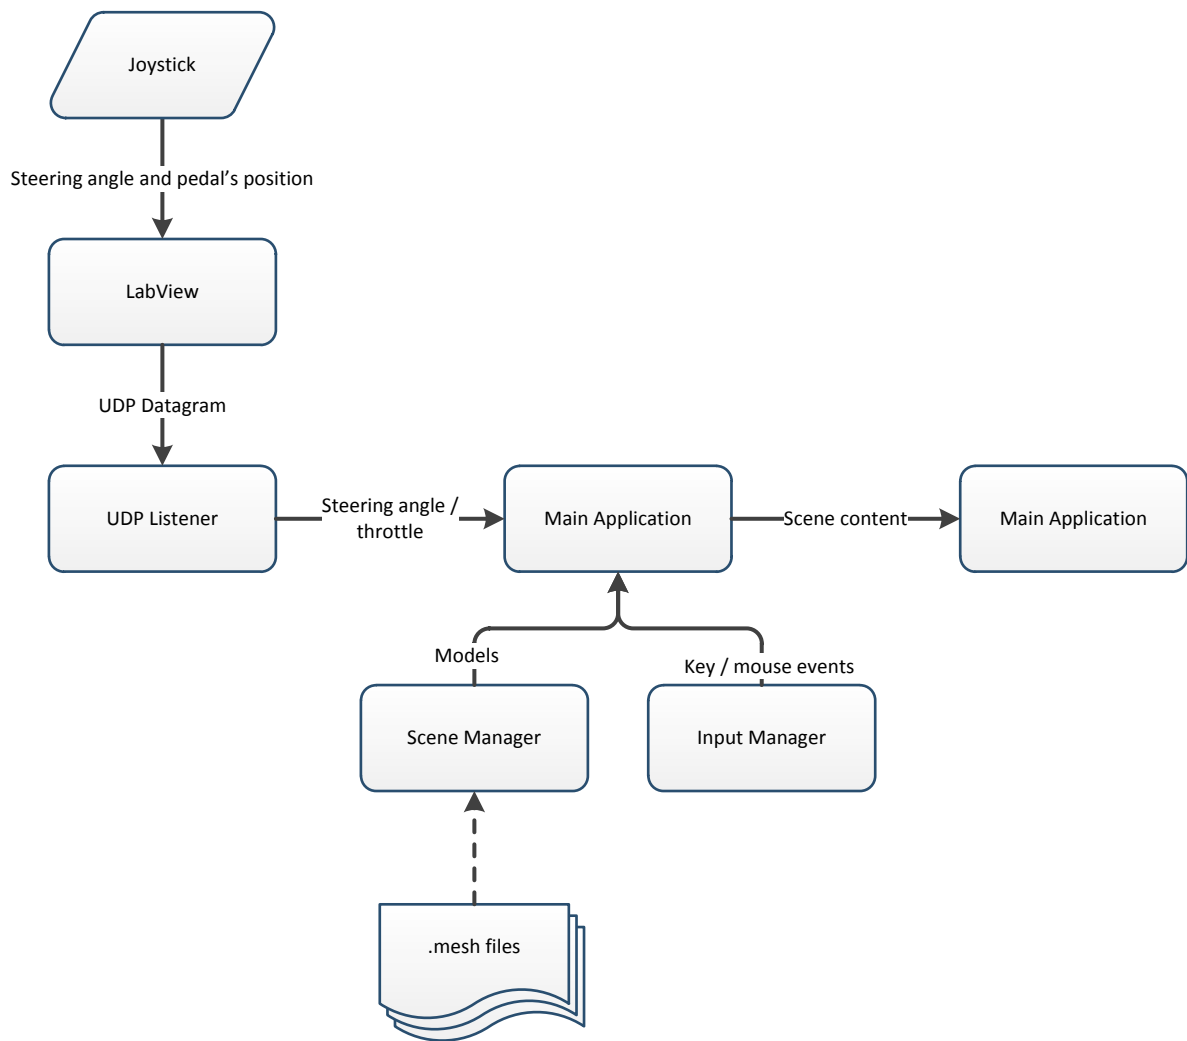 Joystick
Steering angle and pedal's position
LabView
UDP Datagram
UDP Listener
Steering angle /
throttle
Main Application
Scene content
Main Application
Models
Key / mouse events
Scene Manager
Input Manager
.mesh files